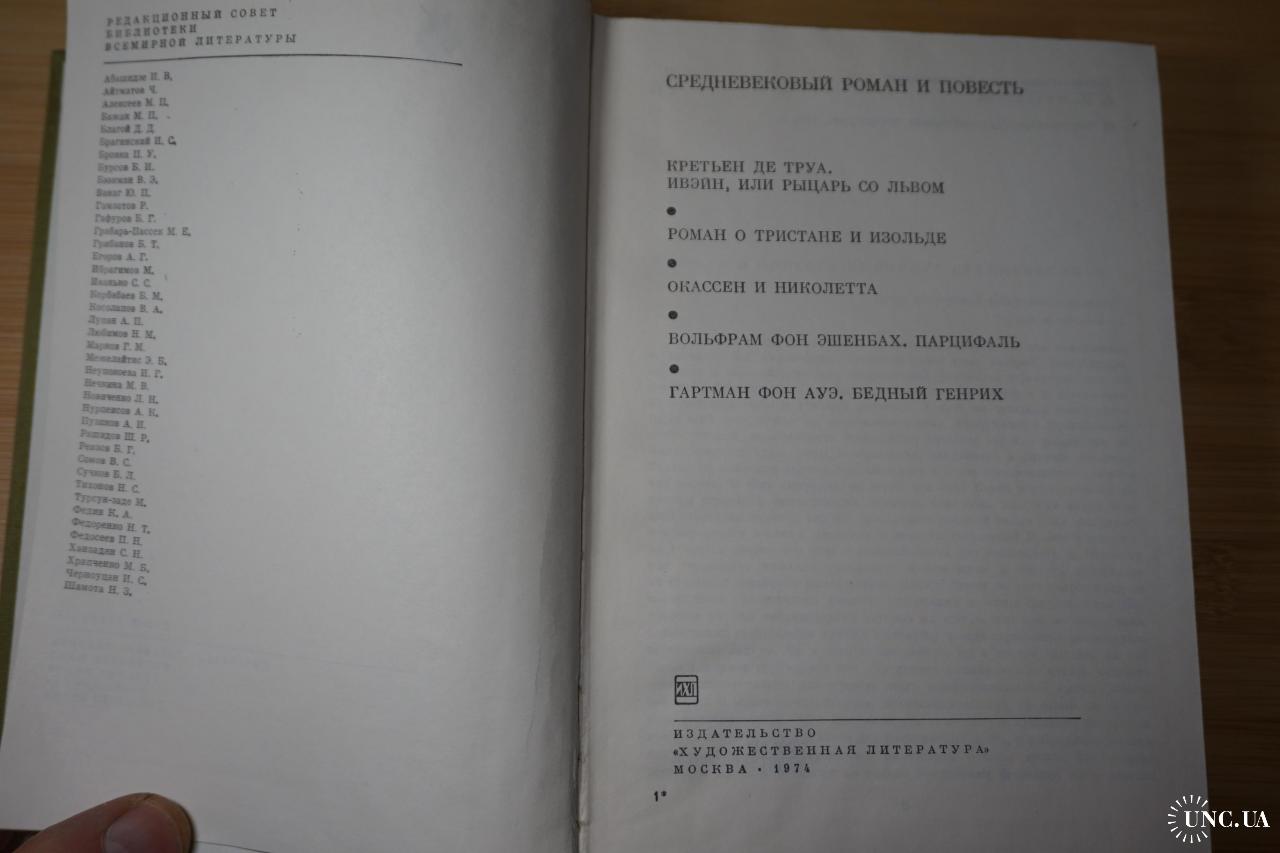 РЕДАКЦИОННЫЙ СОВЕТ
БИБЛИОТЕКИ
ВСЕМИРНОЙ ЛИТЕРАТУРЫ
Абашидзе И. В.
Айтматов Ч.
Алексеев М. П.
Бажан М. П.
Благой Д. Д.
Брагинский И. С.
Бровка П. У.
Бурсов Б. И.
Ванаг Ю. П.
Гамзатов Р.
Гафуров Б. Г.
Грабарь-Пассек М. Е.
Грибанов Б. Т.
Егоров А. Г.
Ибрагимов М.
Иванько С. С.
Кербабаев Б. М.
Косолапов В. А.
Лупан А. П.
Любимов Н. М.
Марков Г. М.
Межелайтис Э. Б.
Неупокоева И. Г.
Нечкина М. В.
Новиченко Л. Н.
Нурпеисов А. К.
Пузиков А. И.
Рашидов Ш. Р.
Реизов Б. Г.
Сомов В. С.
Сучков Б. Л.
Тихонов Н. С.
Турсун-заде М.
Федин К. А.
Федоренко Н. Т.
Федосеев П. Н.
Ханзадян С. Н.
Храпченко М. Б.
Черноуцан И. С.
Шамота Н. З.
СРЕДНЕВЕКОВЫЙ РОМАН И ПОВЕСТЬ
КРЕТЬЕН ДЕ ТРУА.
ИВЭЙН, ИЛИ РЫЦАРЬ СО ЛЬВОМ
РОМАН О ТРИСТАНЕ И ИЗОЛЬДЕ
ОКАССЕН И НИКОЛЕТТА
ВОЛЬФРАМ ФОН ЭШЕНБАХ. ПАРЦИФАЛЬ
ГАРТМАН ФОН АУЭ. БЕДНЫЙ ГЕНРИХ
ИЗДАТЕЛЬСТВО
«ХУДОЖЕСТВЕННАЯ ЛИТЕРАТУРА»
МОСКВА · 1974
1*
UNC.UA